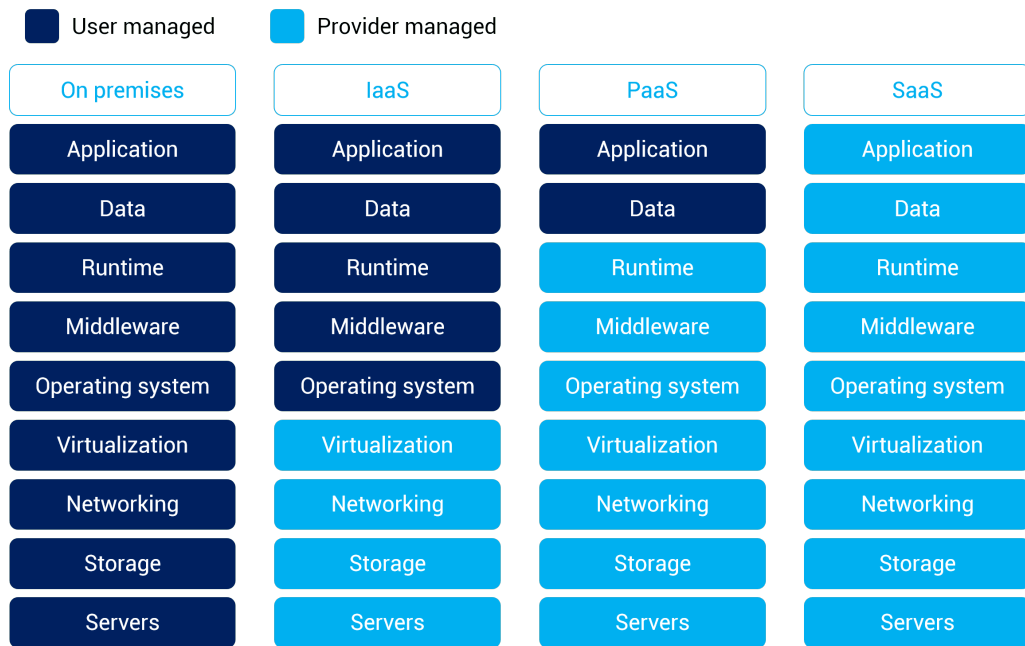 User managed Provider managed
On premises IaaS PaaS SaaS
Application Application Application Application
Data Data Data Data
Runtime Runtime Runtime Runtime
Middleware Middleware Middleware Middleware
Operating system Operating system Operating system Operating system
Virtualization Virtualization Virtualization Virtualization
Networking Networking Networking Networking
Storage Storage Storage Storage
Servers Servers Servers Servers